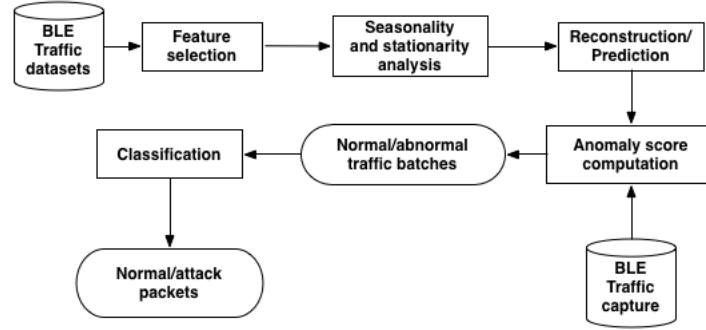 BLE
Traffic
datasets
Feature
selection
Seasonality
and stationarity
analysis
Reconstruction/
Prediction
Classification
Normal/abnormal
traffic batches
Anomaly score
computation
Normal/attack
packets
BLE
Traffic
capture